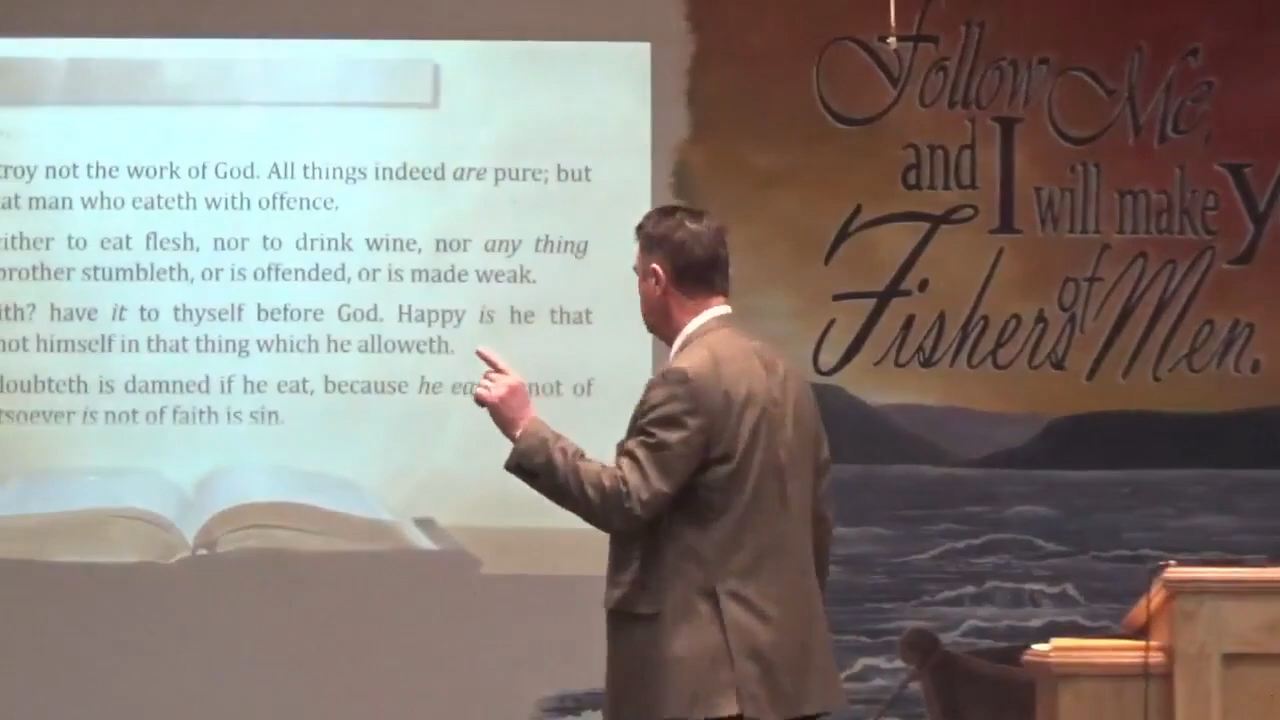 troy not the work of God. All things indeed are pure; but
at man who eateth with offence.
either to eat flesh, nor to drink wine, nor any thing
brother stumbleth, or is offended, or is made weak.
ith? have it to thyself before God. Happy is he that
not himself in that thing which he alloweth.
doubteth is damned if he eat, because he ea not of
tsoever is not of faith is sin.
Follow Me,
and I will make y
Fishers of Men.